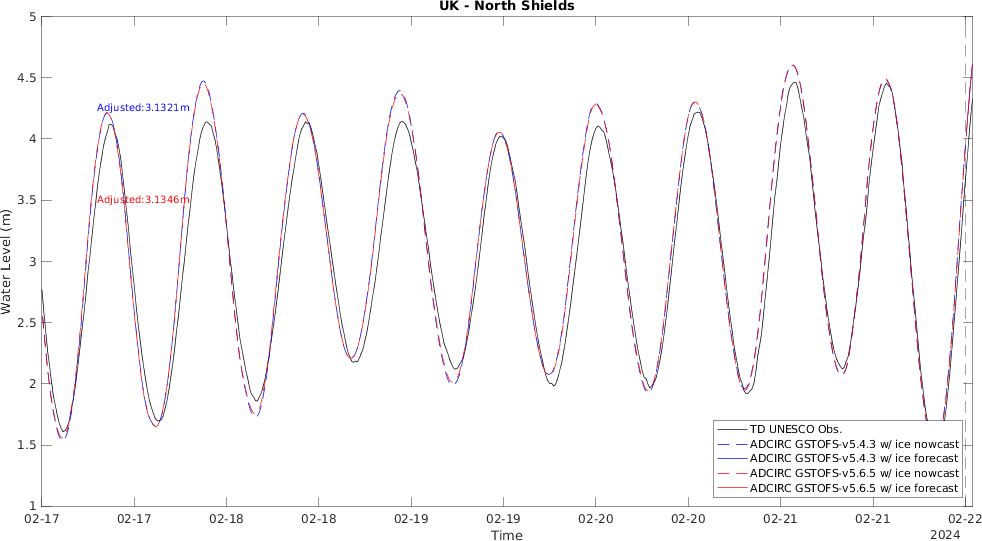 UK - North Shields
5
4.5
4
3.5
3
2.5
2
1.5
1
Water Level (m)
Adjusted:3.1321m
Adjusted:3.1346m
TD UNESCO Obs.
ADCIRC GSTOFS-v5.4.3 w/ ice nowcast
ADCIRC GSTOFS-v5.4.3 w/ ice forecast
ADCIRC GSTOFS-v5.6.5 w/ ice nowcast
ADCIRC GSTOFS-v5.6.5 w/ ice forecast
02-17 02-17 02-18 02-18 02-19 02-19 02-20 02-20 02-21 02-21 02-22
Time
2024